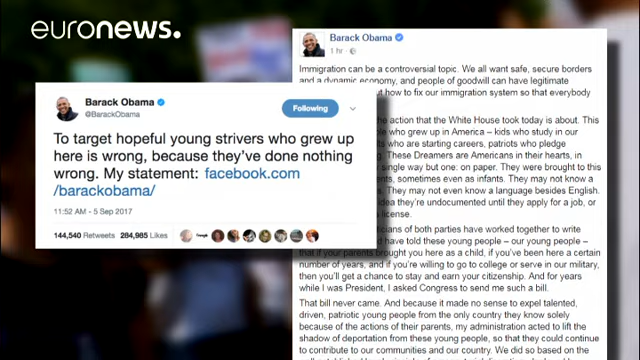 euronews.
Barack Obama
1 hr
Immigration can be a controversial topic. We all want safe, secure borders
and a dynamic economy, and people of goodwill can have legitimate
how to fix our immigration system so that everybody
the action that the White House took today is about. This
who grew up in America – kids who study in our
who are starting careers, patriots who pledge
These Dreamers are Americans in their hearts, in
single way but one: on paper. They were brought to this
sometimes even as infants. They may not know a
They may not even know a language besides English.
idea they're undocumented until they apply for a job, or
license.
of both parties have worked together to write
have told these young people – our young people –
that if your parents brought you here as a child, if you've been here a certain
number of years, and if you're willing to go to college or serve in our military,
then you'll get a chance to stay and earn your citizenship. And for years
while I was President, I asked Congress to send me such a bill.
That bill never came. And because it made no sense to expel talented,
driven, patriotic young people from the only country they know solely
because of the actions of their parents, my administration acted to lift the
shadow of deportation from these young people, so that they could
continue to contribute to our communities and our country. We did so based on the
Barack Obama
@BarackObama
Following
To target hopeful young strivers who grew up
here is wrong, because they've done nothing
wrong. My statement: facebook.com
/barackobama/
11:52 AM - 5 Sep 2017
144,540 Retweets 284,985 Likes